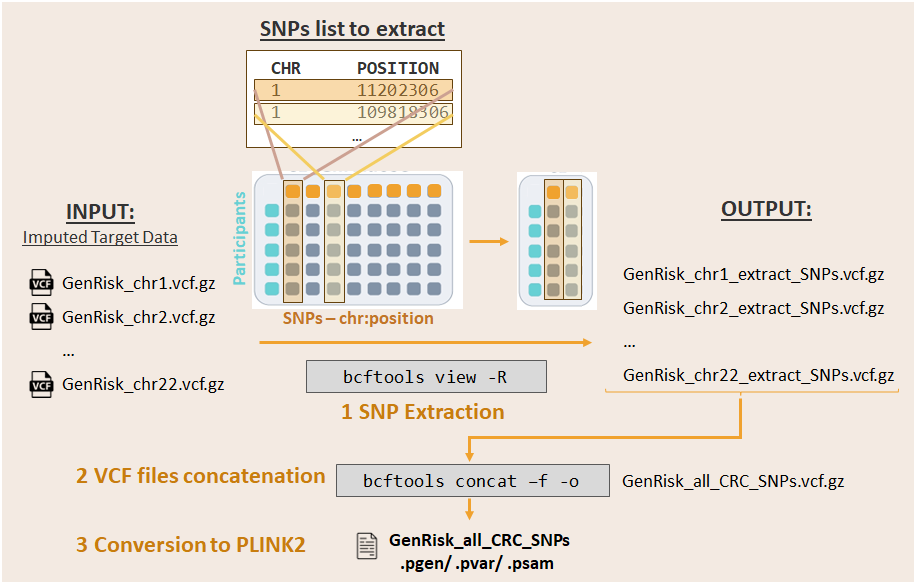 SNPs list to extract
CHR POSITION
1 11202306
1 109818306
...
INPUT:
Imputed Target Data
VCF GenRisk_chr1.vcf.gz
VCF GenRisk_chr2.vcf.gz
...
VCF GenRisk_chr22.vcf.gz
Participants
SNPs – chr:position
bcftools view -R
1 SNP Extraction
OUTPUT:
GenRisk_chr1_extract_SNPs.vcf.gz
GenRisk_chr2_extract_SNPs.vcf.gz
...
GenRisk_chr22_extract_SNPs.vcf.gz
2 VCF files concatenation
bcftools concat –f -o
GenRisk_all_CRC_SNPs.vcf.gz
3 Conversion to PLINK2
GenRisk_all_CRC_SNPs
.pgen/ .pvar/ .psam